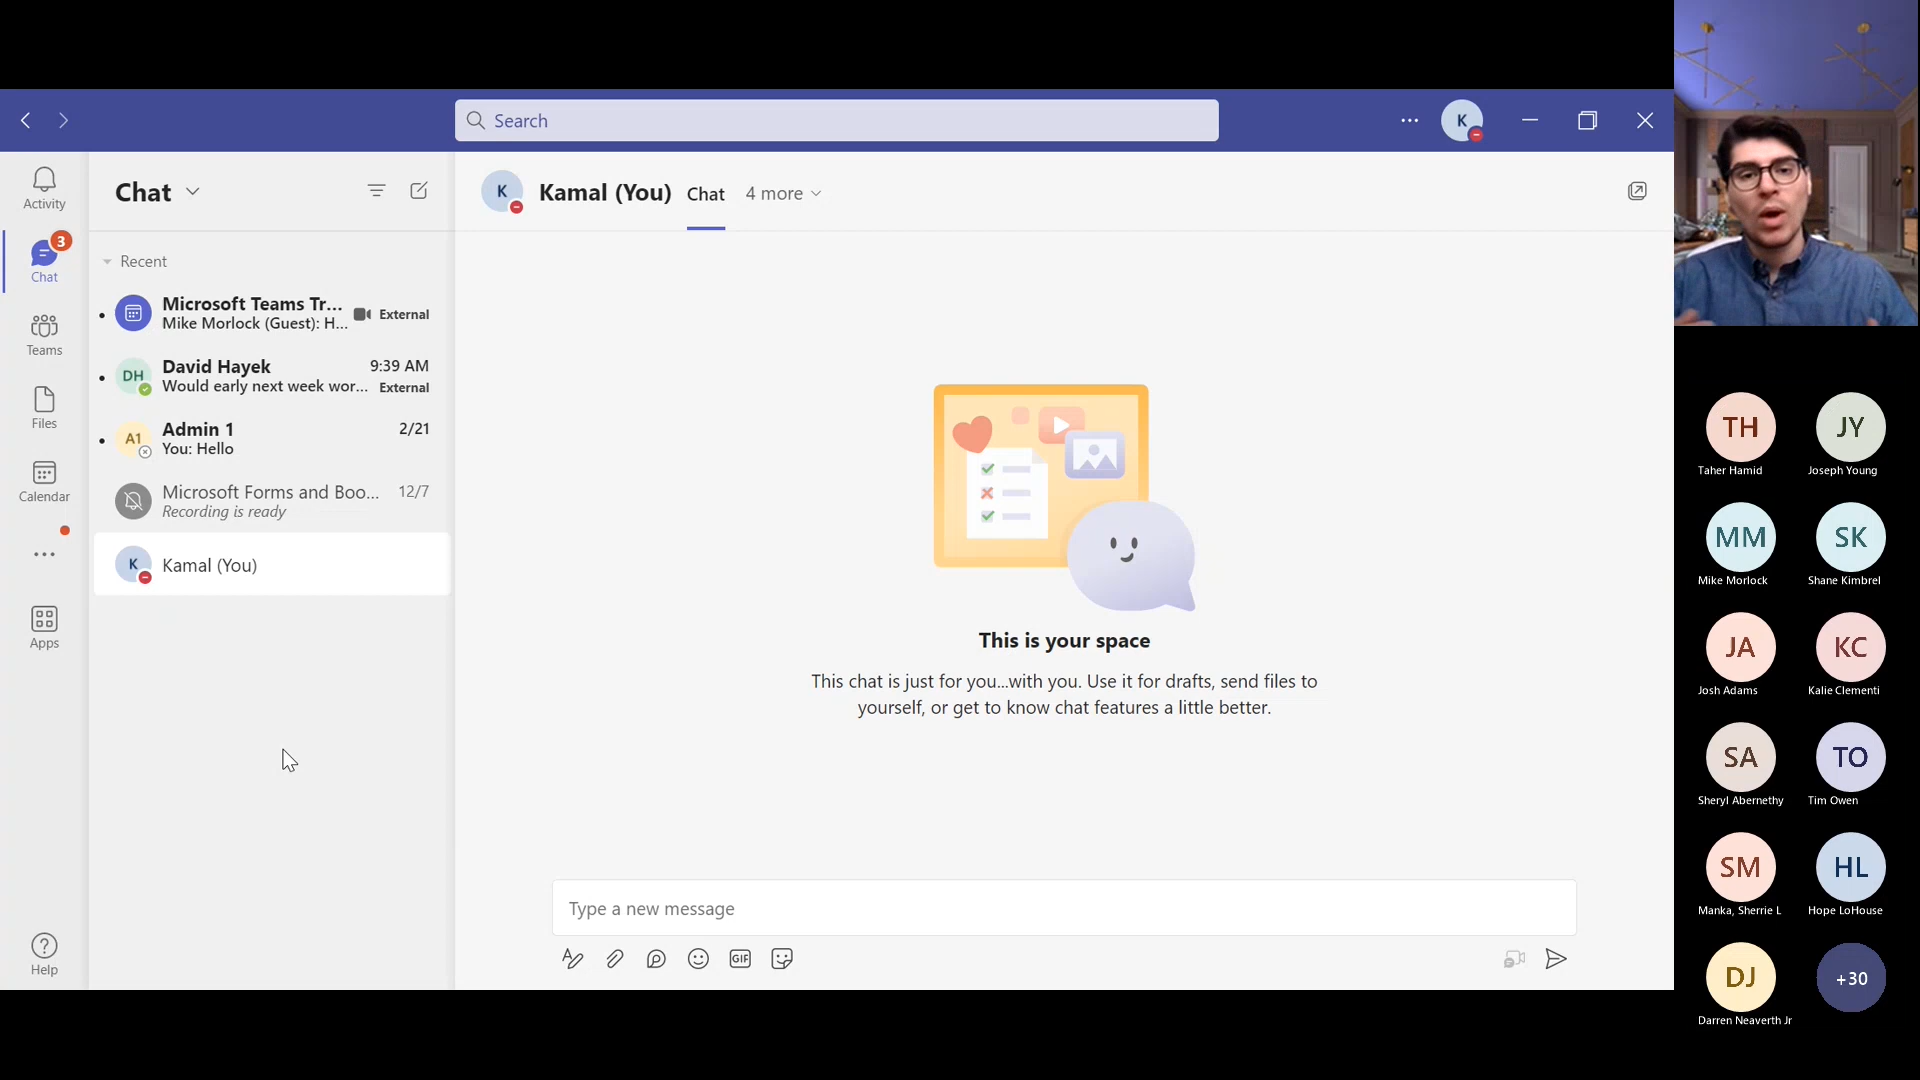 Search
K
Activity
3
Chat
Teams
Files
Calendar
Apps
Help
Chat
Recent
Microsoft Teams Tr...
Mike Morlock (Guest): H...
External
DH
David Hayek
9:39 AM
Would early next week wor...
External
A1
Admin 1
2/21
You: Hello
Microsoft Forms and Boo...
12/7
Recording is ready
K
Kamal (You)
K
Kamal (You)
Chat
4 more
This is your space
This chat is just for you...with you. Use it for drafts, send files to
yourself, or get to know chat features a little better.
Type a new message
GIF
TH
Taher Hamid
JY
Joseph Young
MM
Mike Morlock
SK
Shane Kimbrel
JA
Josh Adams
KC
Kalie Clementi
SA
Sheryl Abernethy
TO
Tim Owen
SM
Manka, Sherrie L
HL
Hope LoHouse
DJ
Darren Neaverth Jr
+30